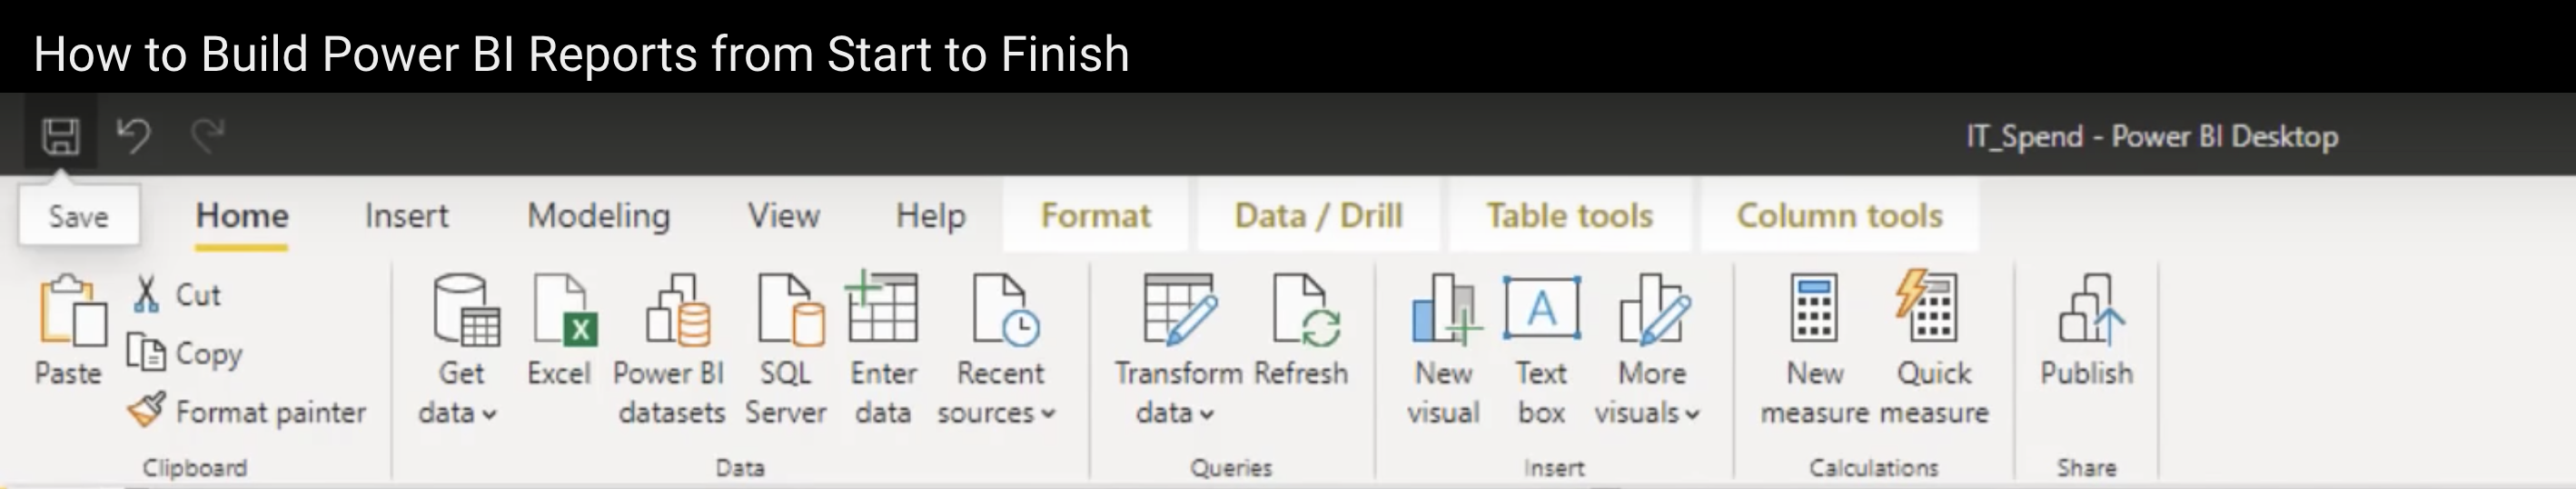 How to Build Power BI Reports from Start to Finish
IT_Spend - Power BI Desktop
Save
Home Insert Modeling View Help Format Data / Drill Table tools Column tools
Paste
Cut
Copy
Format painter
Clipboard
Get data
Excel
Power BI datasets
SQL Server
Enter data
Recent sources
Data
Transform data
Refresh
Queries
New visual
A
Text box
More visuals
Insert
New measure
Quick measure
Calculations
Publish
Share